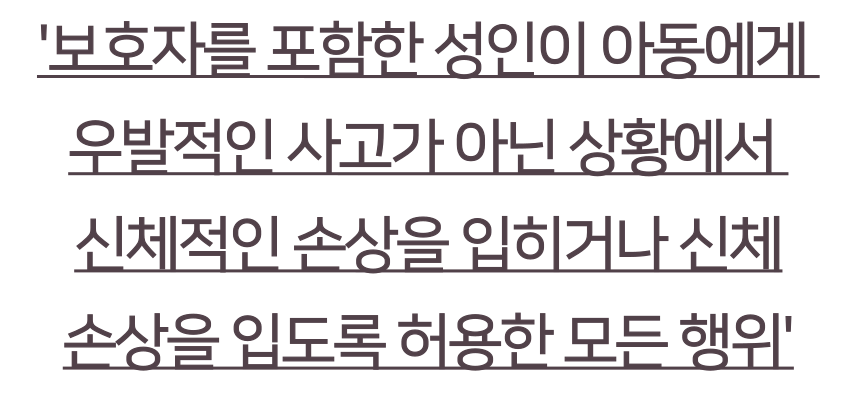 '보호자를 포함한 성인이 아동에게
우발적인 사고가 아닌 상황에서
신체적인 손상을 입히거나 신체
손상을 입도록 허용한 모든 행위'